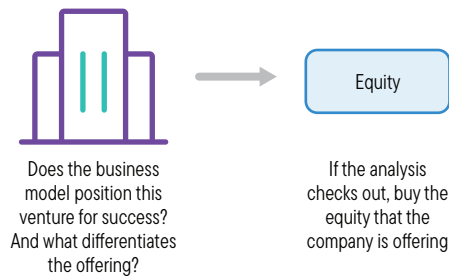 Equity
Does the business
model position this
venture for success?
And what differentiates
the offering?
If the analysis
checks out, buy the
equity that the
company is offering